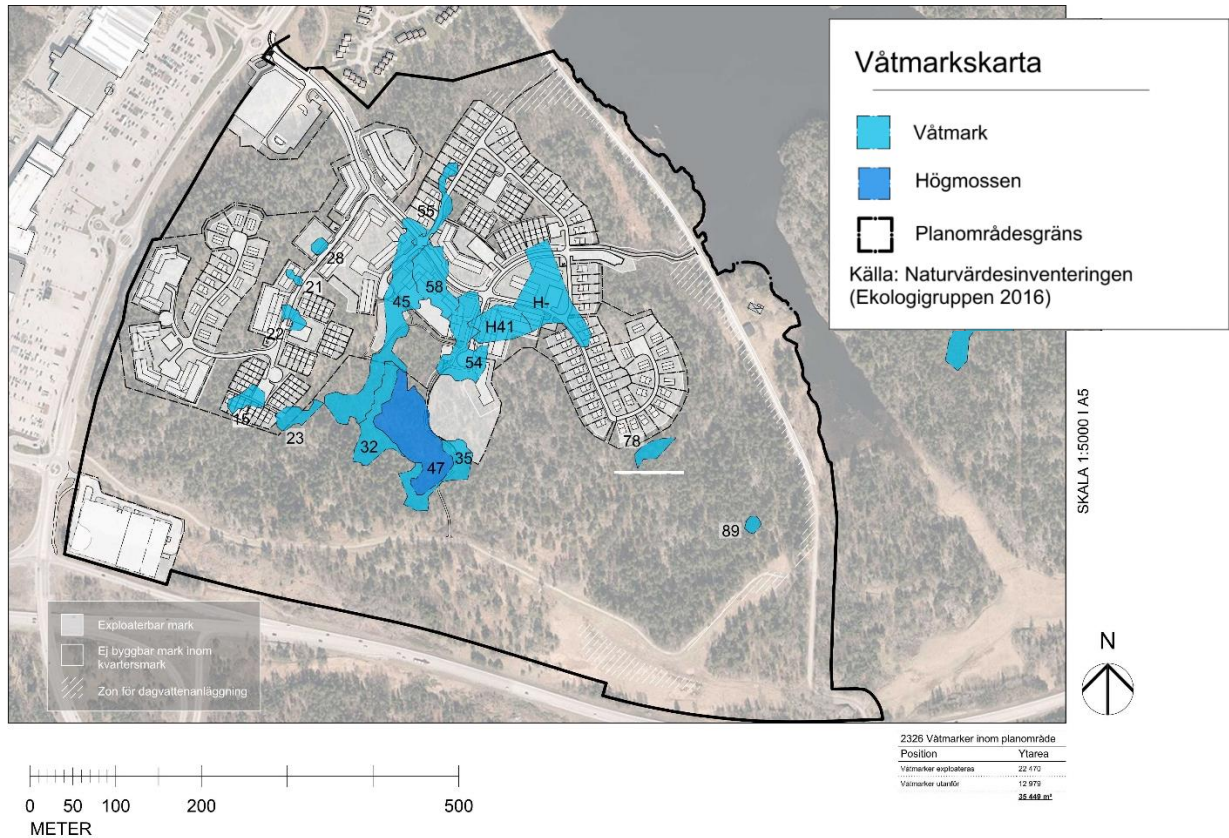 Våtmarkskarta
Våtmark
Högmossen
Planområdesgräns
Källa: Naturvärdesinventeringen
(Ekologigruppen 2016)
55
28
21
58
45
H-
22
H41
54
15
23
32
35
47
78
89
SKALA 1:5000 I A5
Exploaterbar mark
Ej byggbar mark inom
kvartersmark
Zon för dagvattenanläggning
N
2326 Våtmarker inom planområde
Position Ytarea
Våtmarker exploateras 22 470
Våtmarker utanför 12 979
35 449 m²
0 50 100 200 500
METER